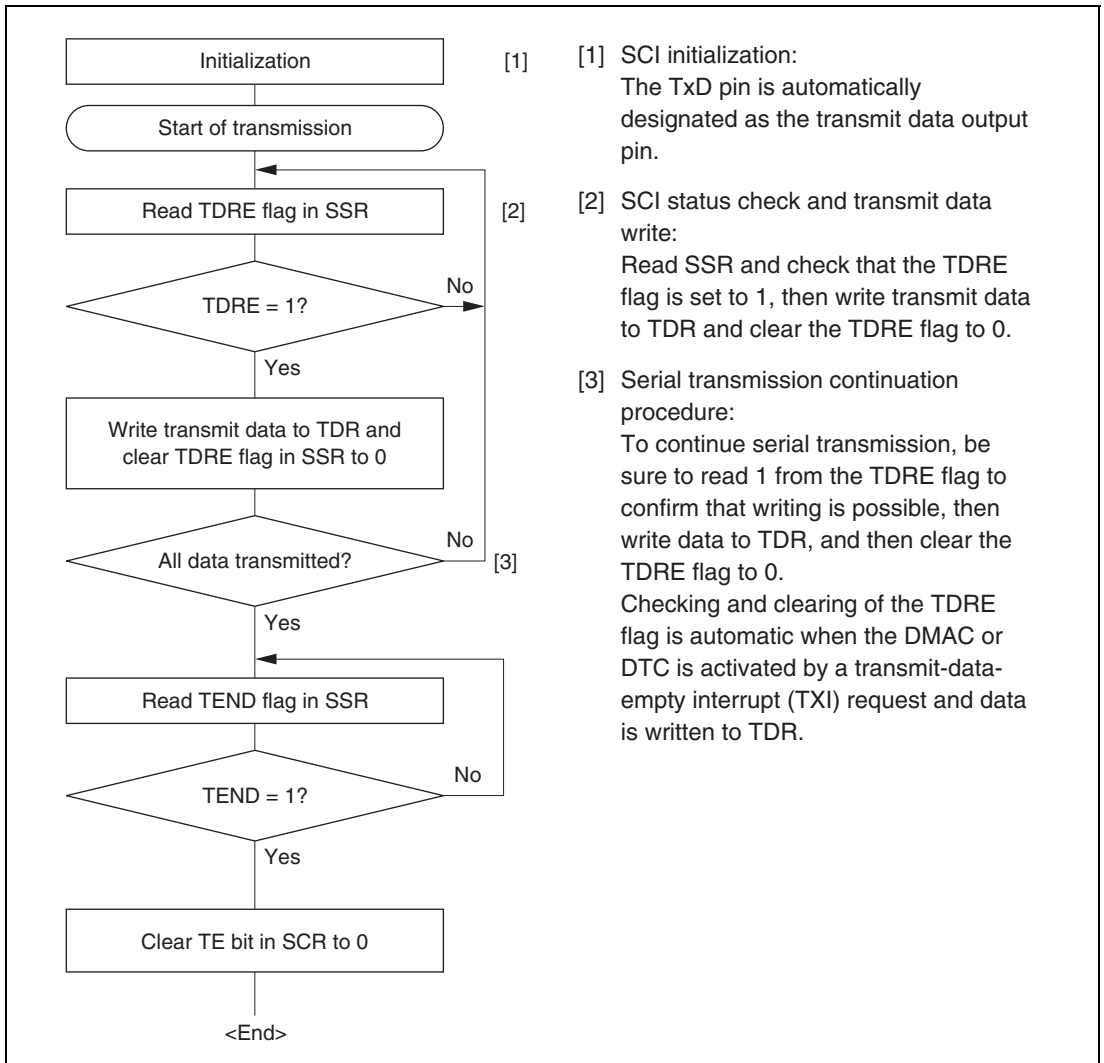 Initialization
[1]
Start of transmission
Read TDRE flag in SSR
[2]
TDRE = 1?
No
Yes
Write transmit data to TDR and
clear TDRE flag in SSR to 0
All data transmitted?
No
[3]
Yes
Read TEND flag in SSR
TEND = 1?
No
Yes
Clear TE bit in SCR to 0
<End>
[1] SCI initialization:
The TxD pin is automatically
designated as the transmit data output
pin.
[2] SCI status check and transmit data
write:
Read SSR and check that the TDRE
flag is set to 1, then write transmit data
to TDR and clear the TDRE flag to 0.
[3] Serial transmission continuation
procedure:
To continue serial transmission, be
sure to read 1 from the TDRE flag to
confirm that writing is possible, then
write data to TDR, and then clear the
TDRE flag to 0.
Checking and clearing of the TDRE
flag is automatic when the DMAC or
DTC is activated by a transmit-data-
empty interrupt (TXI) request and data
is written to TDR.